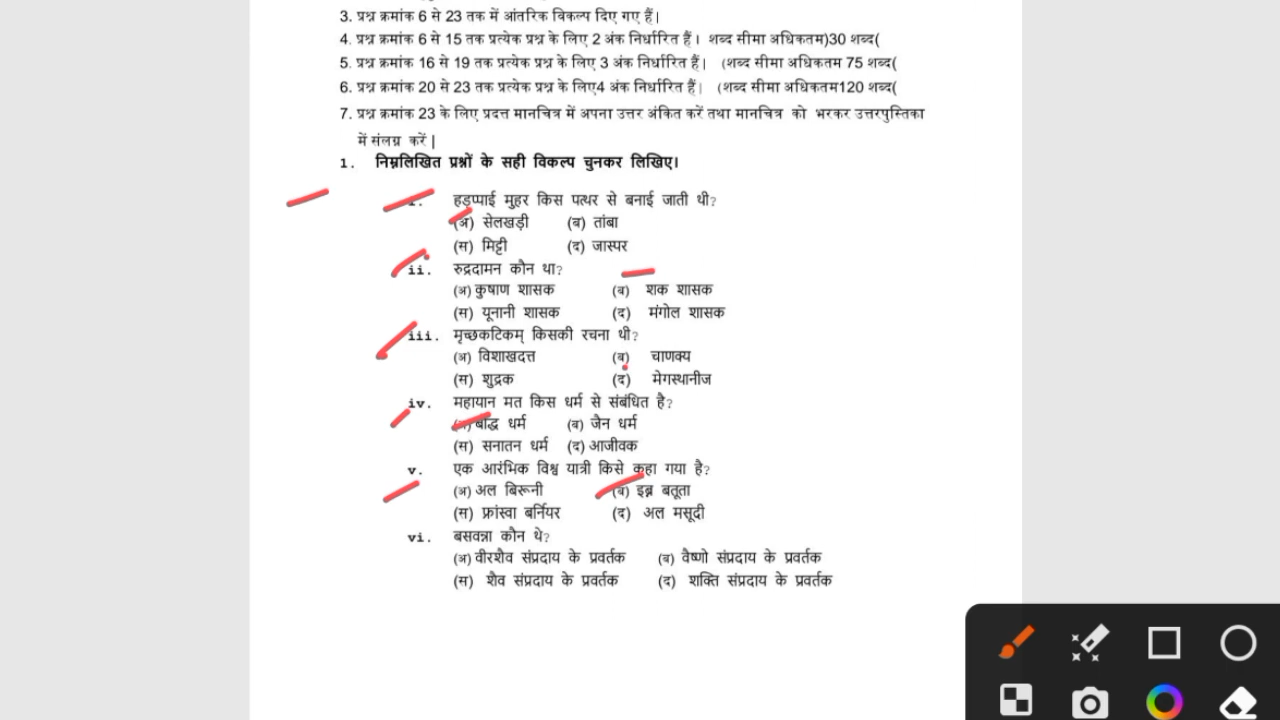 3. प्रश्न क्रमांक 6 से 23 तक में आंतरिक विकल्प दिए गए हैं|
4. प्रश्न क्रमांक 6 से 15 तक प्रत्येक प्रश्न के लिए 2 अंक निर्धारित हैं। शब्द सीमा अधिकतम)30 शब्द(
5. प्रश्न क्रमांक 16 से 19 तक प्रत्येक प्रश्न के लिए 3 अंक निर्धारित हैं| (शब्द सीमा अधिकतम 75 शब्द(
6. प्रश्न क्रमांक 20 से 23 तक प्रत्येक प्रश्न के लिए4 अंक निर्धारित हैं| (शब्द सीमा अधिकतम120 शब्द(
7. प्रश्न क्रमांक 23 के लिए प्रदत्त मानचित्र में अपना उत्तर अंकित करें तथा मानचित्र को भरकर उत्तरपुस्तिका
में संलग्न करें|
1. निम्नलिखित प्रश्नों के सही विकल्प चुनकर लिखिए।
i. हड़प्पाई मुहर किस पत्थर से बनाई जाती थी?
(अ) सेलखड़ी (ब) तांबा
(स) मिट्टी (द) जास्पर
ii. रुद्रदामन कौन था?
(अ) कुषाण शासक (ब) शक शासक
(स) यूनानी शासक (द) मंगोल शासक
iii. मृच्छकटिकम् किसकी रचना थी?
(अ) विशाखदत्त (ब) चाणक्य
(स) शुद्रक (द) मेगस्थानीज
iv. महायान मत किस धर्म से संबंधित है?
(अ) बौद्ध धर्म (ब) जैन धर्म
(स) सनातन धर्म (द) आजीवक
v. एक आरंभिक विश्व यात्री किसे कहा गया है?
(अ) अल बिरूनी (ब) इब्न बतूता
(स) फ्रांस्वा बर्नियर (द) अल मसूदी
vi. बसवन्ना कौन थे?
(अ) वीरशैव संप्रदाय के प्रवर्तक (ब) वैष्णो संप्रदाय के प्रवर्तक
(स) शैव संप्रदाय के प्रवर्तक (द) शक्ति संप्रदाय के प्रवर्तक